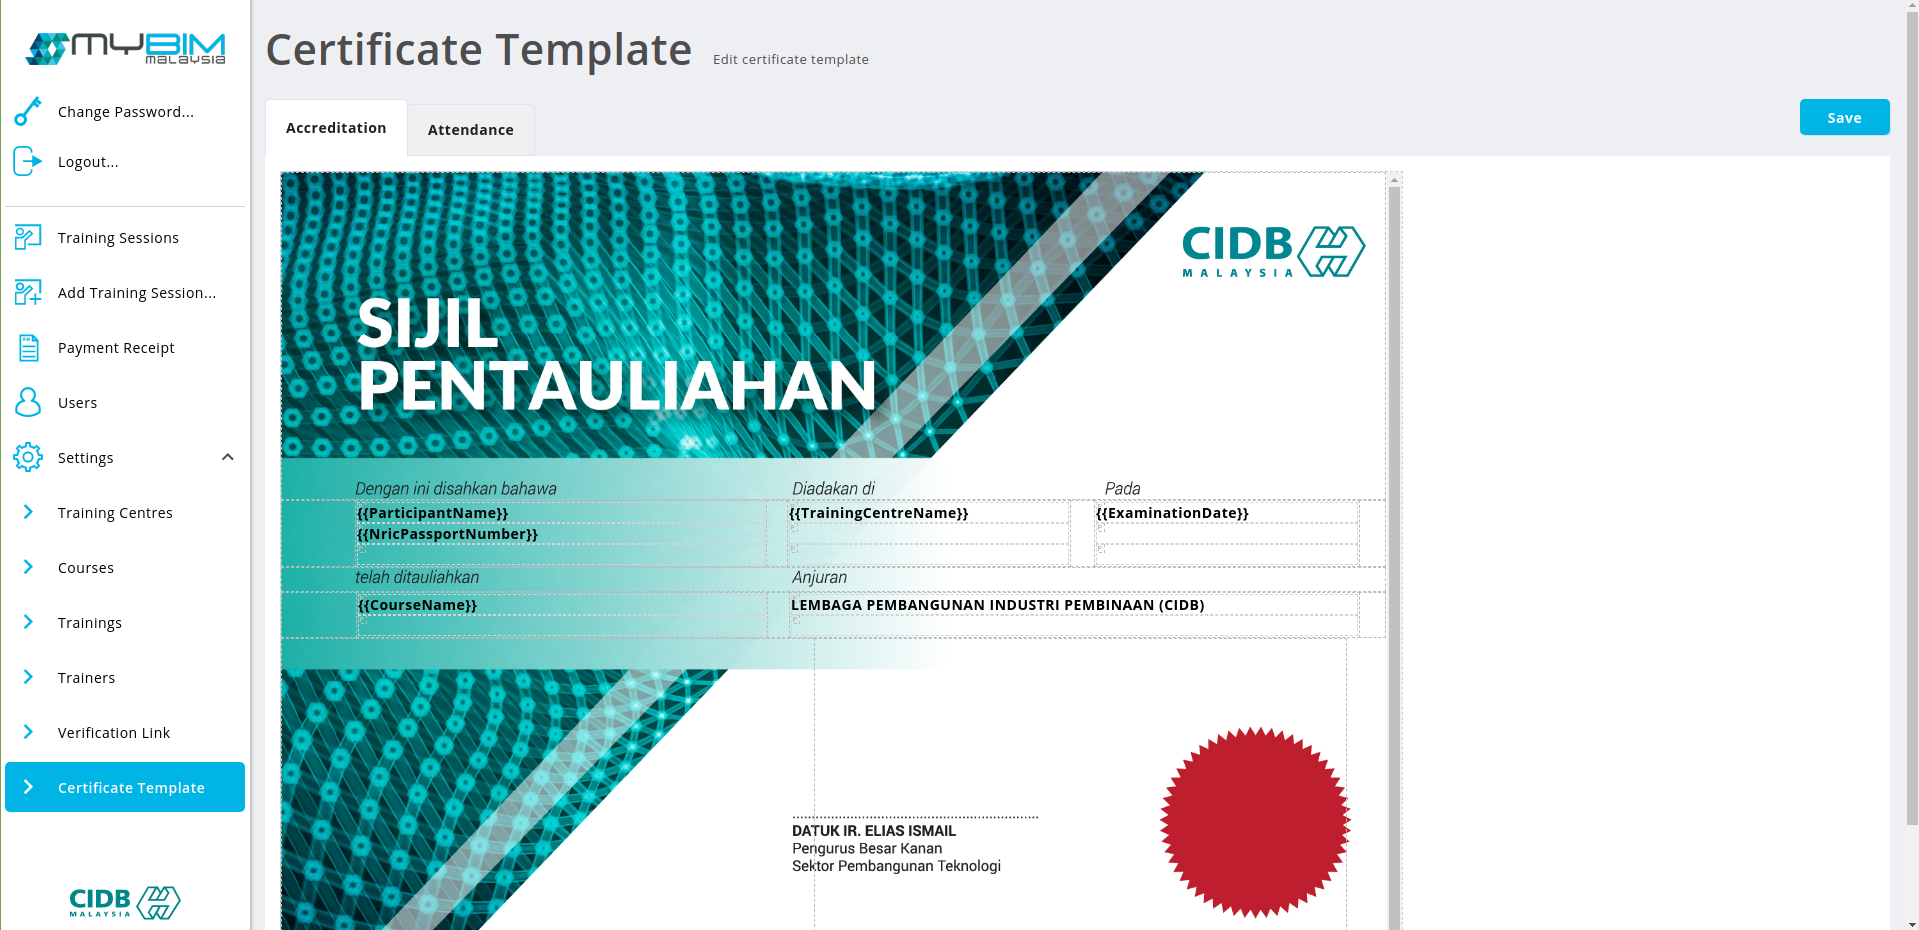 MYBIM
MALAYSIA
Change Password...
Logout...
Training Sessions
Add Training Session...
Payment Receipt
Users
Settings
Training Centres
Courses
Trainings
Trainers
Verification Link
Certificate Template
CIDB
MALAYSIA
Certificate Template
Edit certificate template
Accreditation
Attendance
Save
CIDB
MALAYSIA
SIJIL
PENTAULIAHAN
Dengan ini disahkan bahawa
Diadakan di
Pada
{{ParticipantName}}
{{TrainingCentreName}}
{{ExaminationDate}}
{{NricPassportNumber}}
telah ditauliahkan
Anjuran
{{CourseName}}
LEMBAGA PEMBANGUNAN INDUSTRI PEMBINAAN (CIDB)
DATUK IR. ELIAS ISMAIL
Pengurus Besar Kanan
Sektor Pembangunan Teknologi